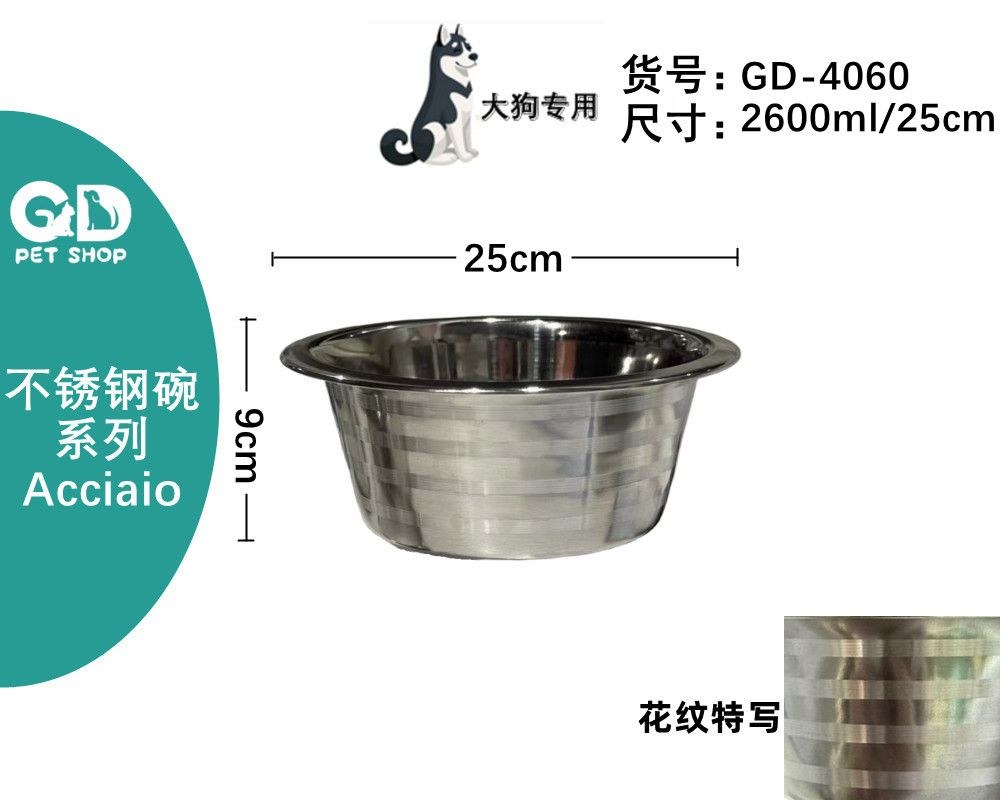 大狗专用
货号：GD-4060
尺寸：2600ml/25cm
GD
PET SHOP
25cm
9cm
不锈钢碗
系列
Acciaio
花纹特写